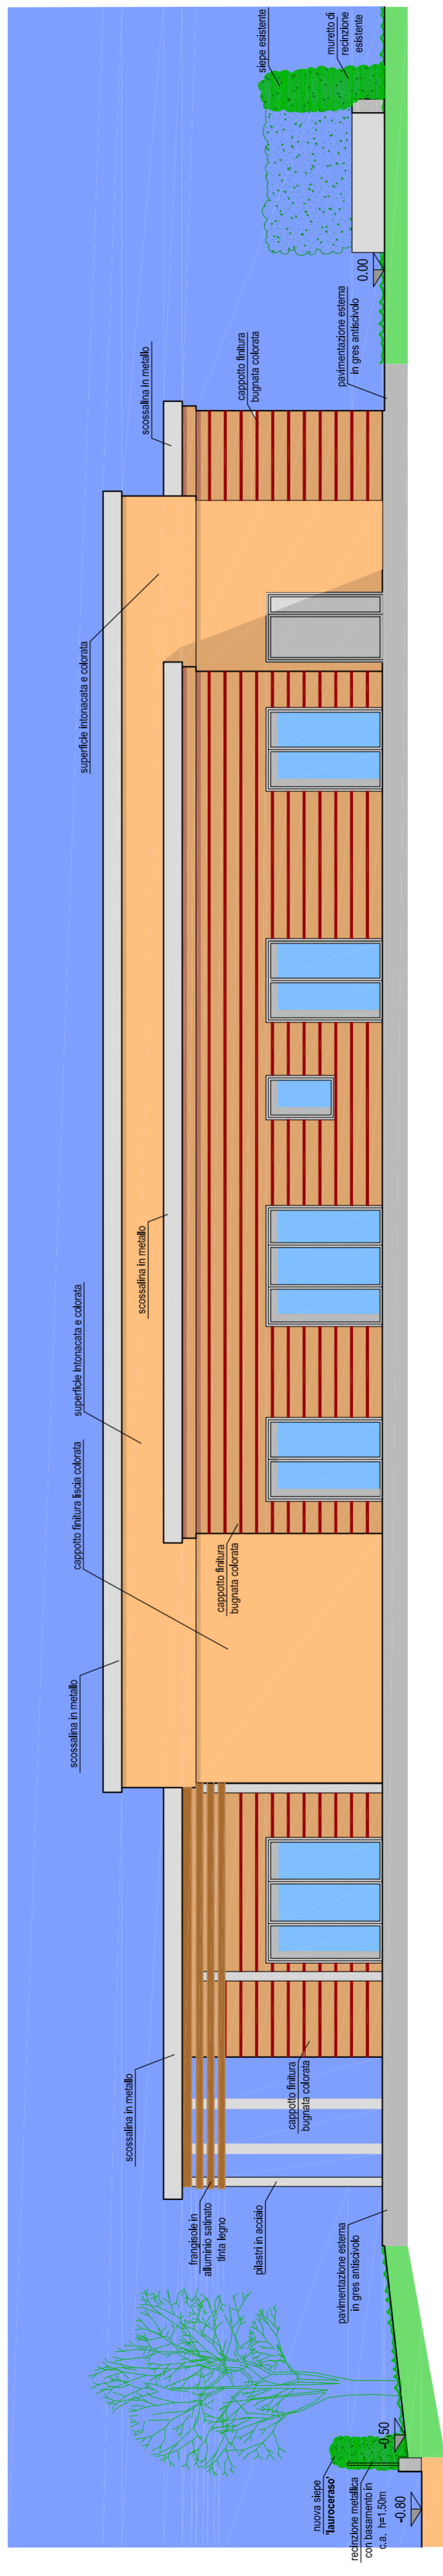 scossalina in metallo
frangisole in
alluminio satinato
tinta legno
pilastri in acciaio
cappotto finitura
bugnata colorata
pavimentazione esterna
in gres antiscivolo
nuova siepe
'lauroceraso'
recinzione metallica
con basamento in
c.a. h=1.50m
-0.80
-0.50
scossalina in metallo
cappotto finitura liscia colorata
superficie intonacata e colorata
cappotto finitura
bugnata colorata
scossalina in metallo
superficie intonacata e colorata
scossalina in metallo
cappotto finitura
bugnata colorata
pavimentazione esterna
in gres antiscivolo
0.00
siepe esistente
muretto di
recinzione
esistente